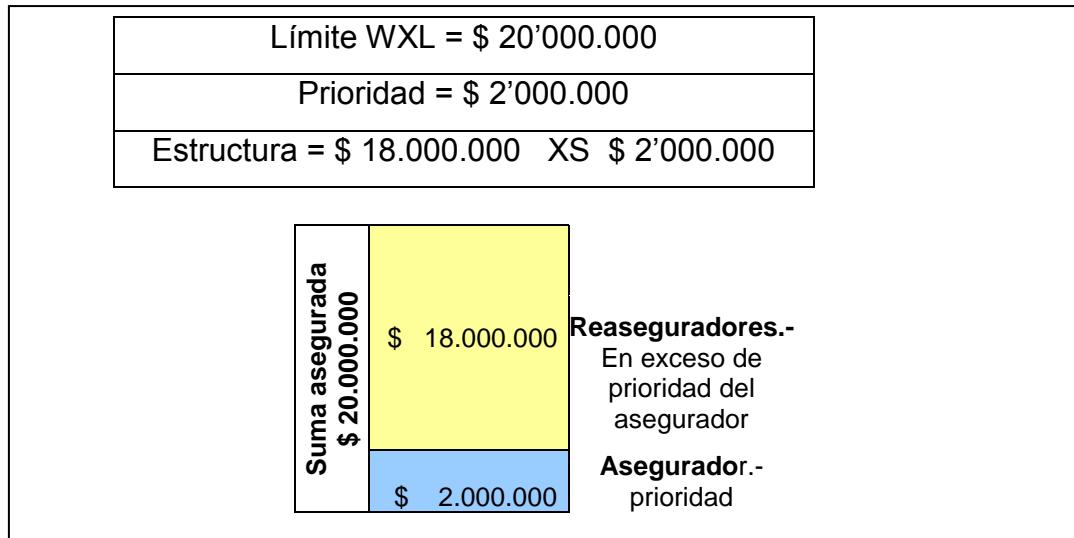 Límite WXL = $ 20’000.000
Prioridad = $ 2’000.000
Estructura = $ 18.000.000 XS $ 2’000.000
Suma asegurada
$ 20.000.000
$ 18.000.000
Reaseguradores.-
En exceso de
prioridad del
asegurador
$ 2.000.000
Asegurador.-
prioridad